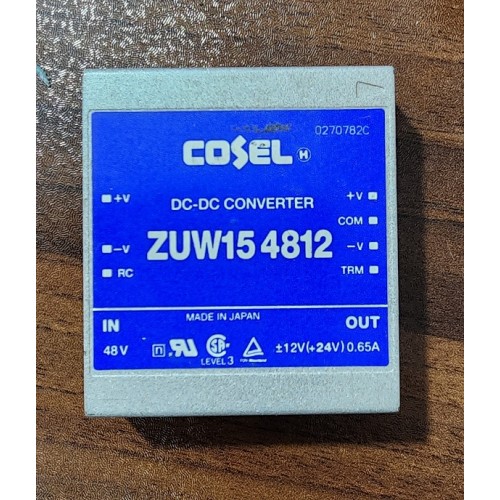 0270782C
COSEL H
DC-DC CONVERTER
+V
+V
COM
ZUW15 4812
-V
-V
RC
TRM
MADE IN JAPAN
IN
OUT
48V
LEVEL 3
±12V(+24V) 0.65A